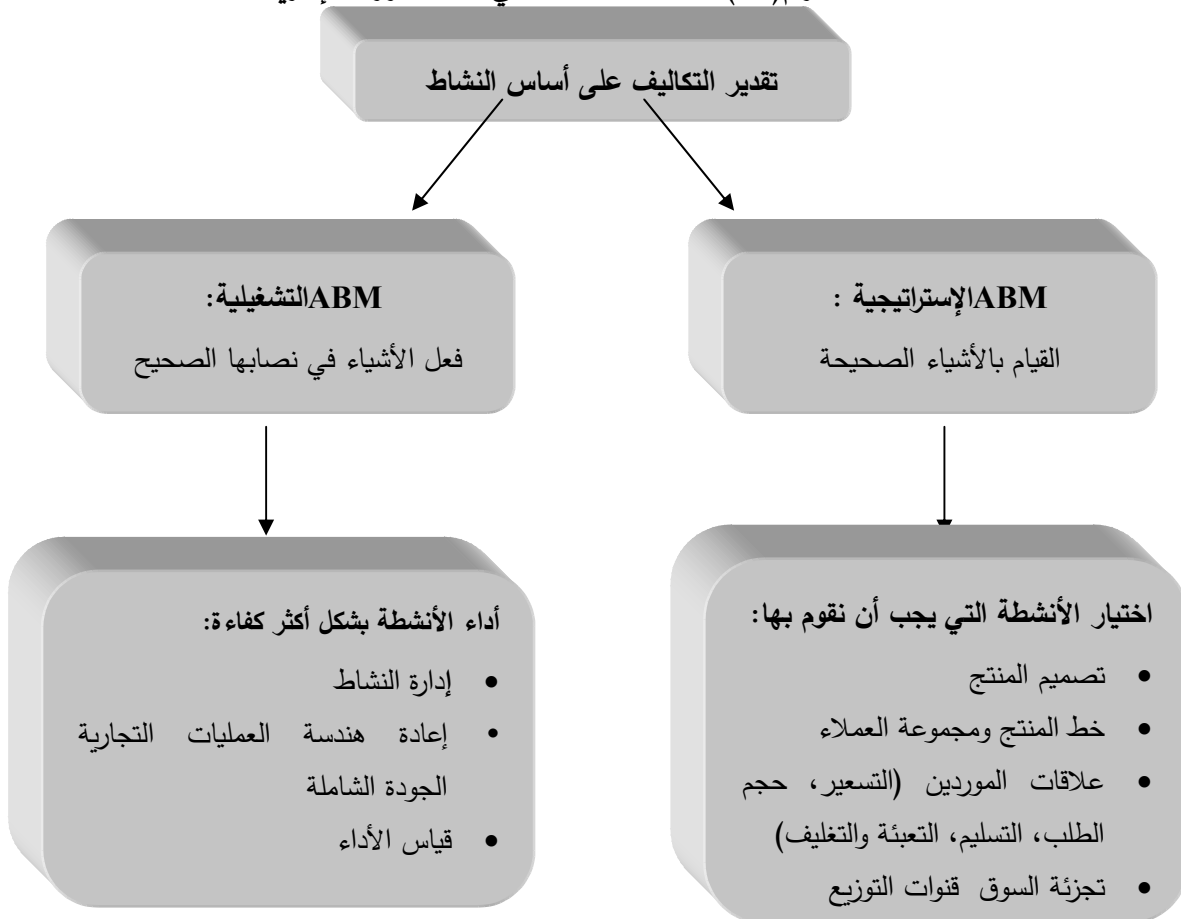 تقدير التكاليف على أساس النشاط
ABMالإستراتيجية :
القيام بالأشياء الصحيحة
ABMالتشغيلية:
فعل الأشياء في نصابها الصحيح
اختيار الأنشطة التي يجب أن نقوم بها:
• تصميم المنتج
• خط المنتج ومجموعة العملاء
• علاقات الموردين (التسعير، حجم
الطلب، التسليم، التعبئة والتغليف)
• تجزئة السوق قنوات التوزيع
أداء الأنشطة بشكل أكثر كفاءة:
• إدارة النشاط
• إعادة هندسة العمليات التجارية
الجودة الشاملة
• قياس الأداء